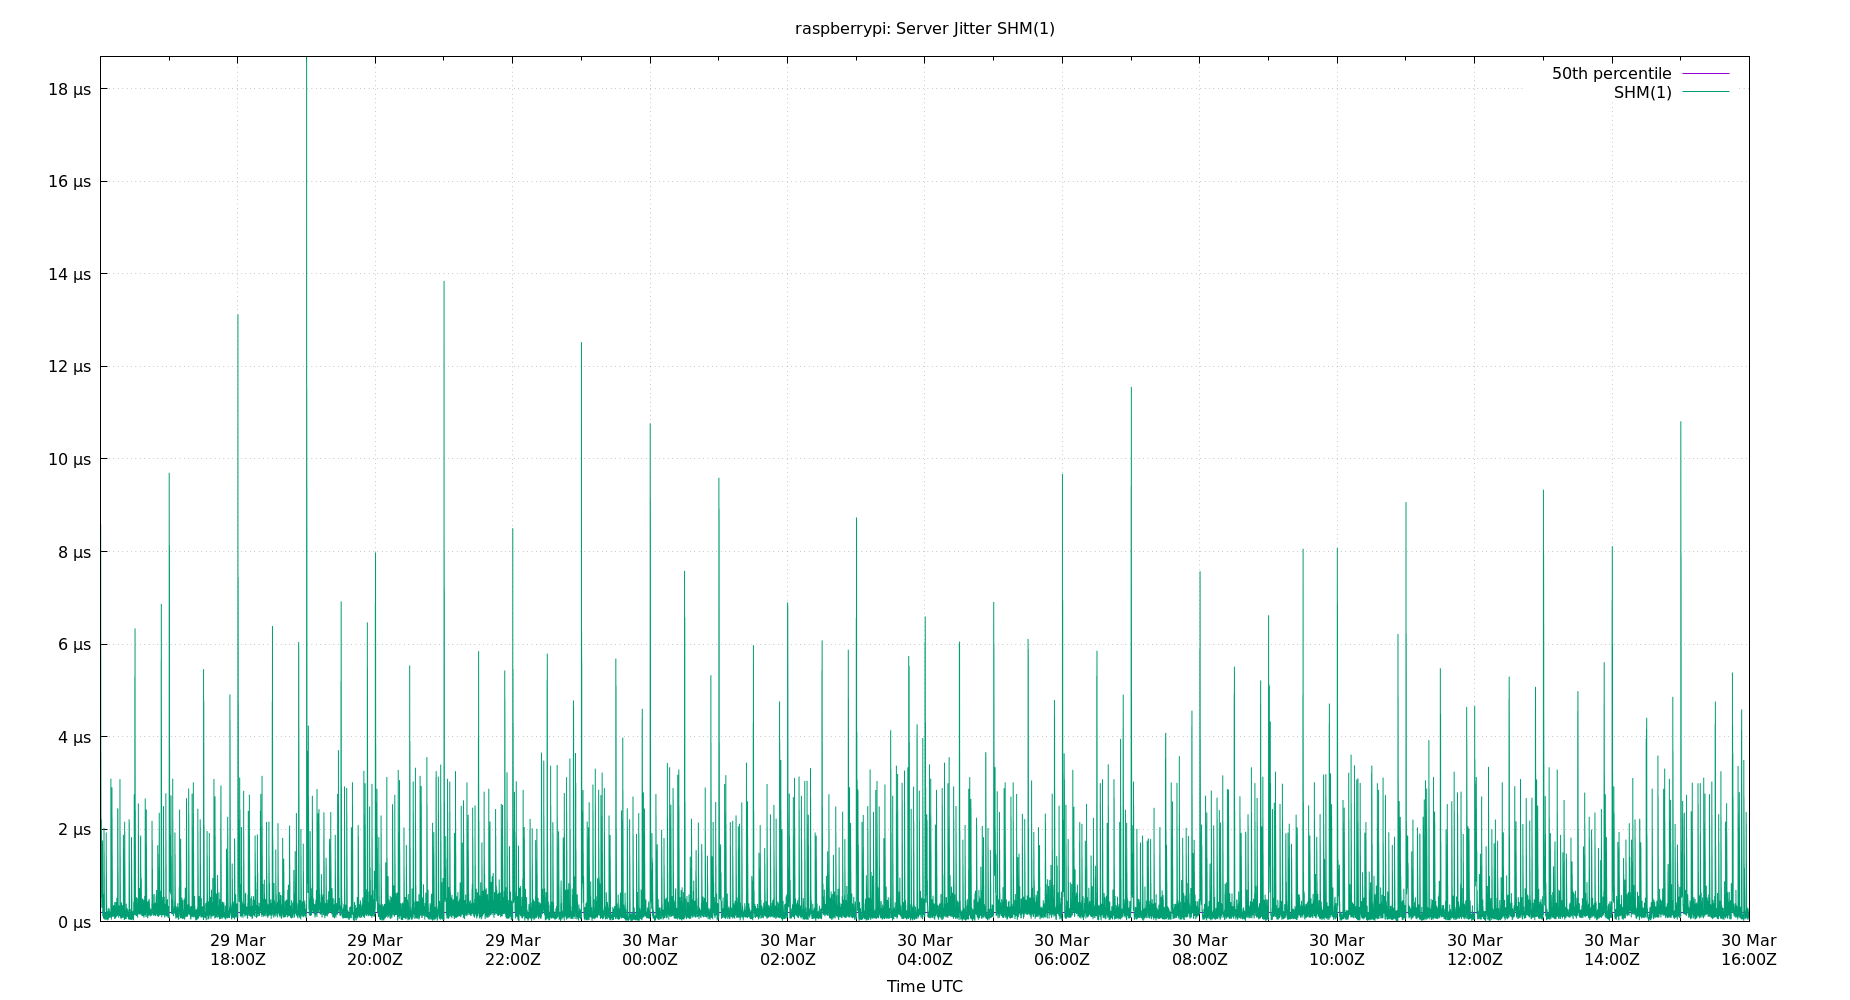 raspberrypi: Server Jitter SHM(1)
50th percentile
SHM(1)
18 µs
16 µs
14 µs
12 µs
10 µs
8 µs
6 µs
4 µs
2 µs
0 µs
29 Mar 29 Mar 29 Mar 30 Mar 30 Mar 30 Mar 30 Mar 30 Mar 30 Mar 30 Mar 30 Mar 30 Mar
18:00Z 20:00Z 22:00Z 00:00Z 02:00Z 04:00Z 06:00Z 08:00Z 10:00Z 12:00Z 14:00Z 16:00Z
Time UTC